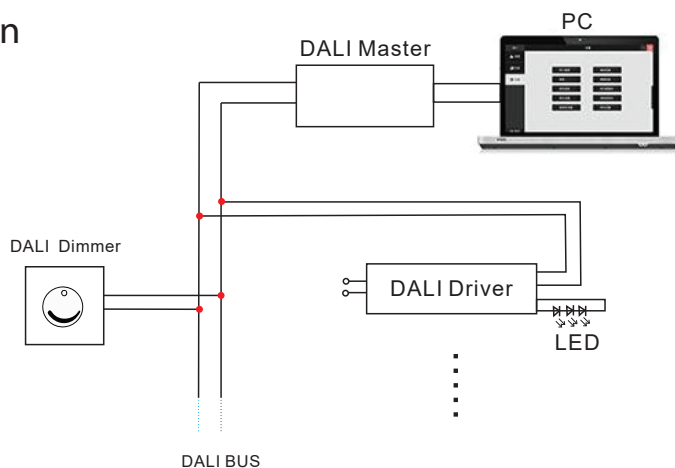 n
PC
DALI Master
DALI Dimmer
DALI Driver
LED
DALI BUS